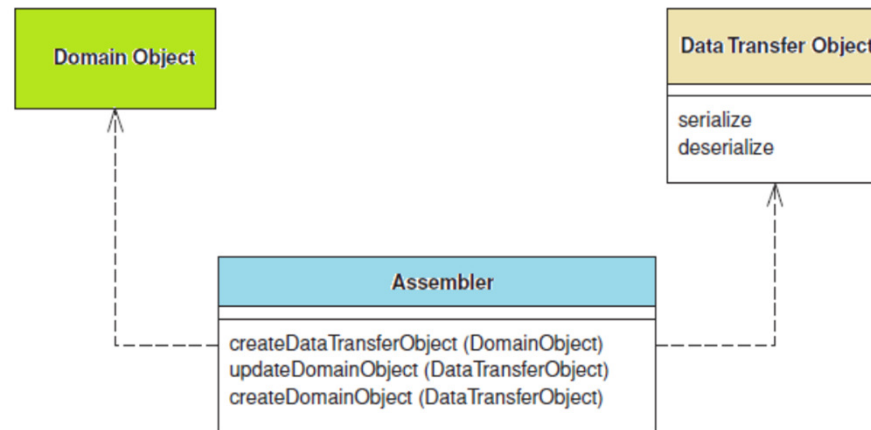 Domain Object
Data Transfer Object
serialize
deserialize
Assembler
createDataTransferObject (DomainObject)
updateDomainObject (DataTransferObject)
createDomainObject (DataTransferObject)